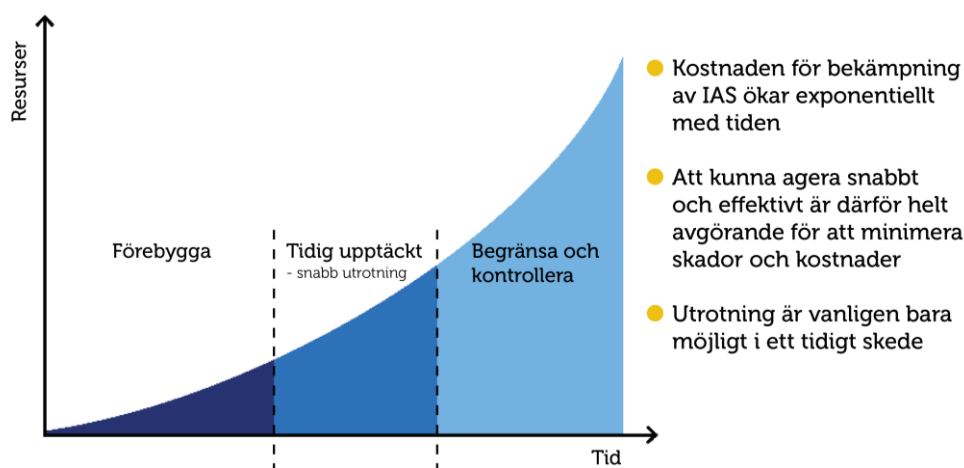 Resurser
Förebygga
Tidig upptäckt
- snabb utrotning
Begränsa och
kontrollera
Tid
Kostnaden för bekämpning
av IAS ökar exponentiellt
med tiden
Att kunna agera snabbt
och effektivt är därför helt
avgörande för att minimera
skador och kostnader
Utrotning är vanligen bara
möjligt i ett tidigt skede